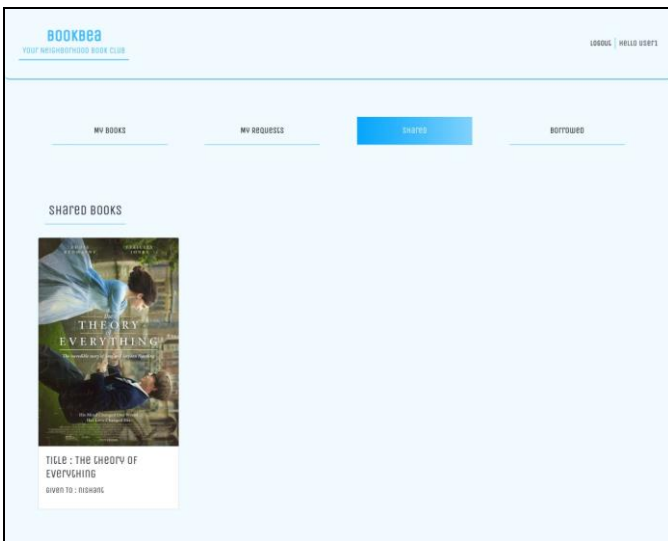 BOOKBea
YOUR NEIGHBORHOOD BOOK CLUB
LOGOUT | Hello user1
MY BOOKS
MY Requests
Shared
Borrowed
Shared BOOKS
THE
THEORY
OF
EVERYTHING
Title : The Theory of
Everything
Given to : nishant